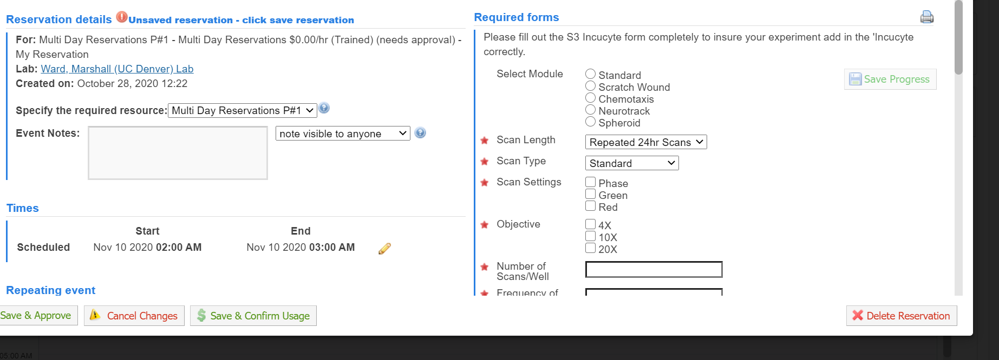 Reservation details Unsaved reservation - click save reservation
For: Multi Day Reservations P#1 - Multi Day Reservations $0.00/hr (Trained) (needs approval) -
My Reservation
Lab: Ward, Marshall (UC Denver) Lab
Created on: October 28, 2020 12:22
Specify the required resource: Multi Day Reservations P#1
Event Notes: note visible to anyone
Times
Start End
Scheduled Nov 10 2020 02:00 AM Nov 10 2020 03:00 AM
Repeating event
Required forms
Please fill out the S3 Incucyte form completely to insure your experiment add in the 'Incucyte
correctly.
Select Module Standard
Scratch Wound
Chemotaxis
Neurotrack
Spheroid
Save Progress
Scan Length Repeated 24hr Scans
Scan Type Standard
Scan Settings Phase
Green
Red
Objective 4X
10X
20X
Number of
Scans/Well
Frequency of
Save & Approve Cancel Changes Save & Confirm Usage Delete Reservation
05:00 AM